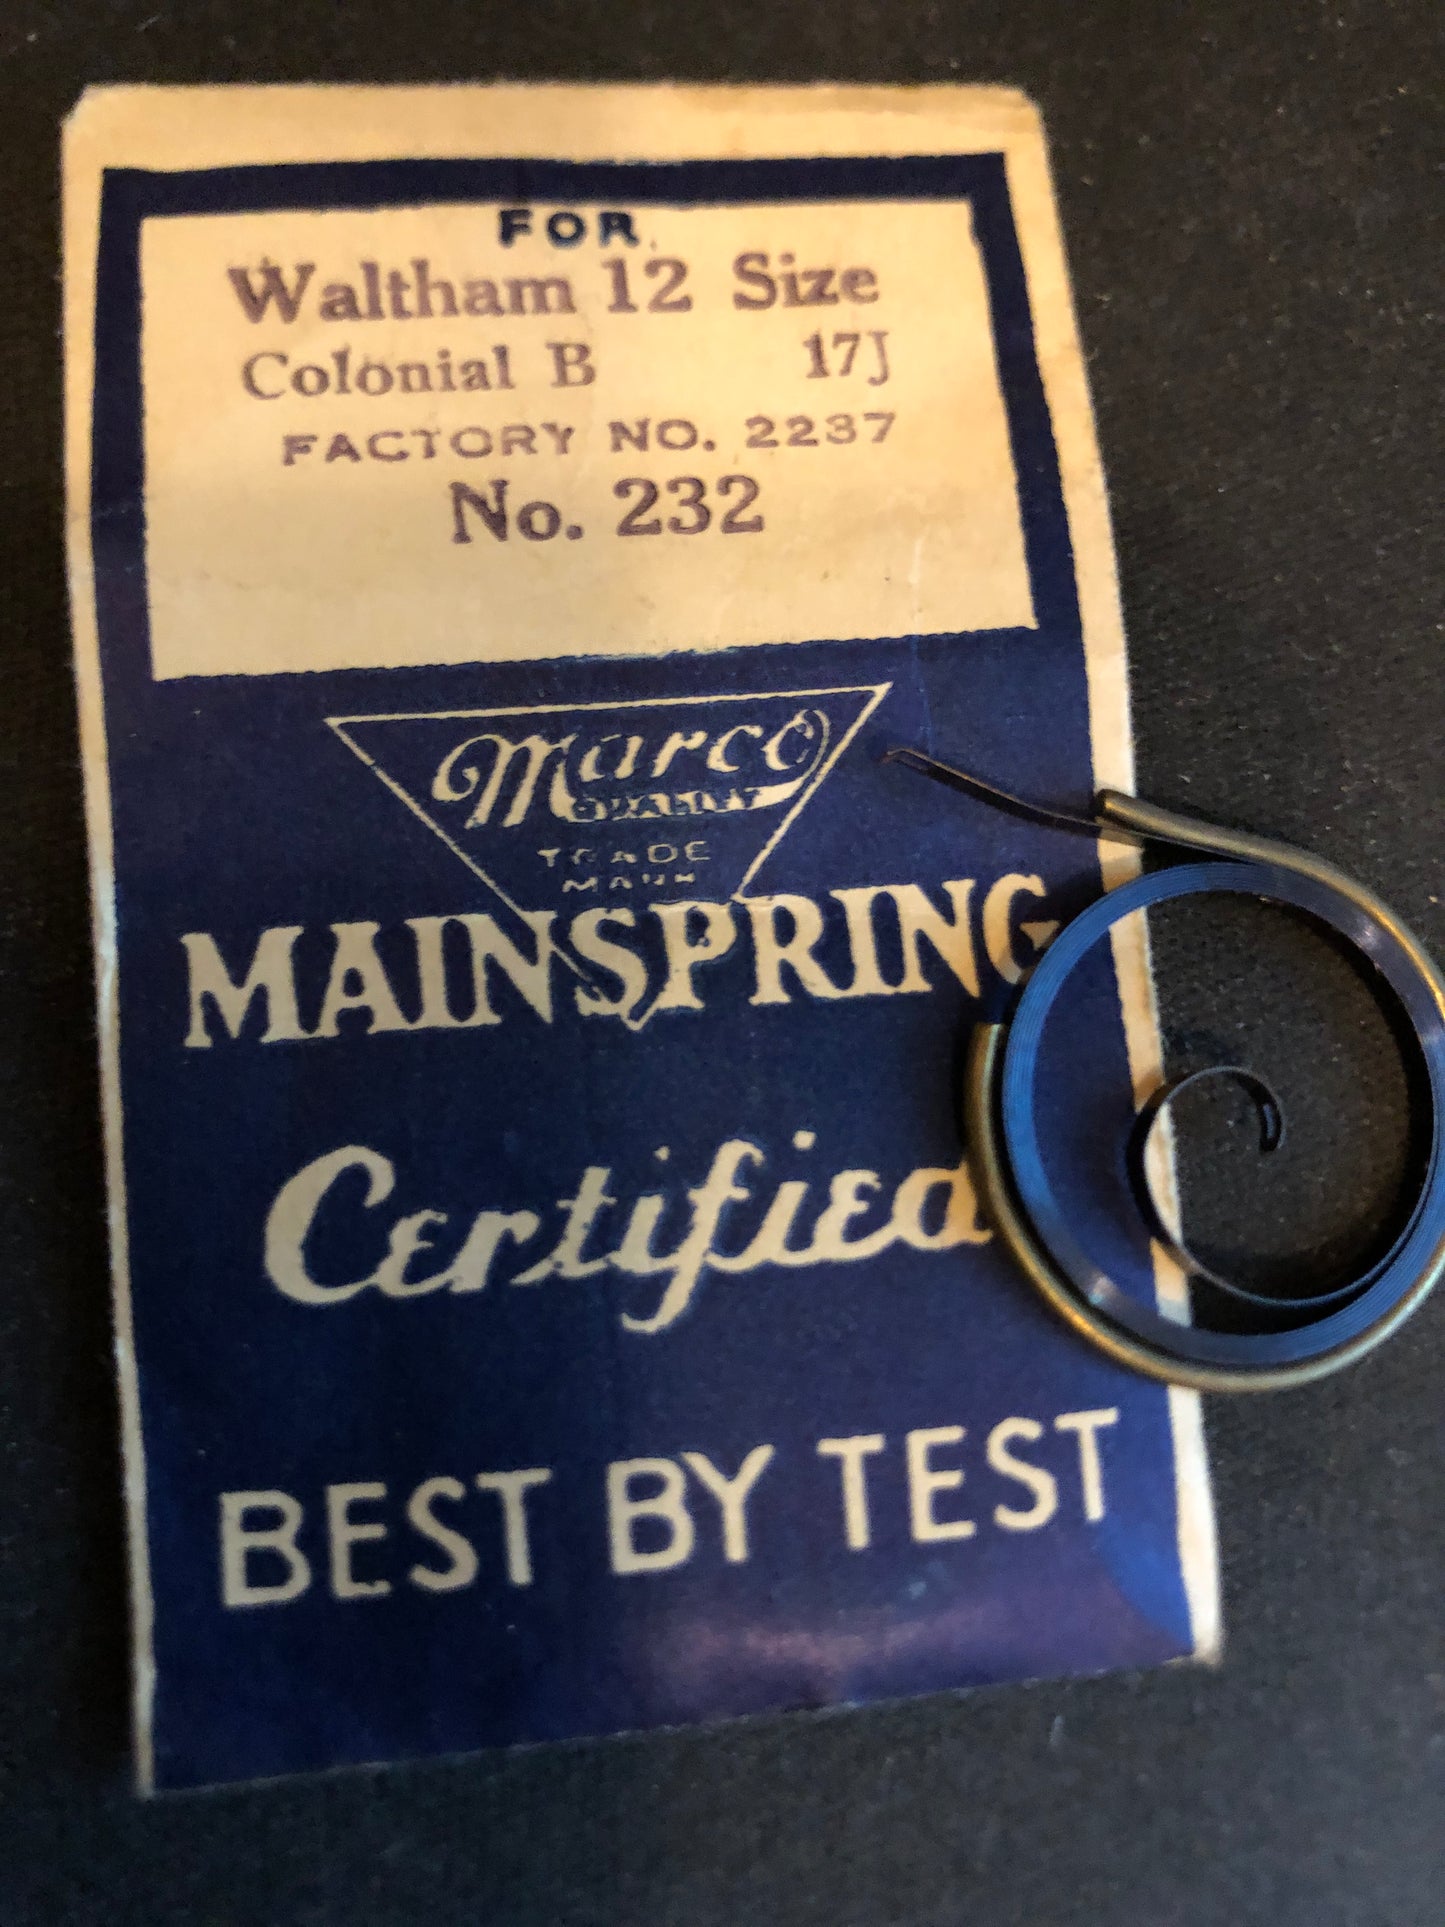 FOR
Waltham 12 Size
Colonial B 17J
FACTORY NO. 2237
No. 232
Marco
QUALITY
TRADE
MARK
MAINSPRING
Certified
BEST BY TEST